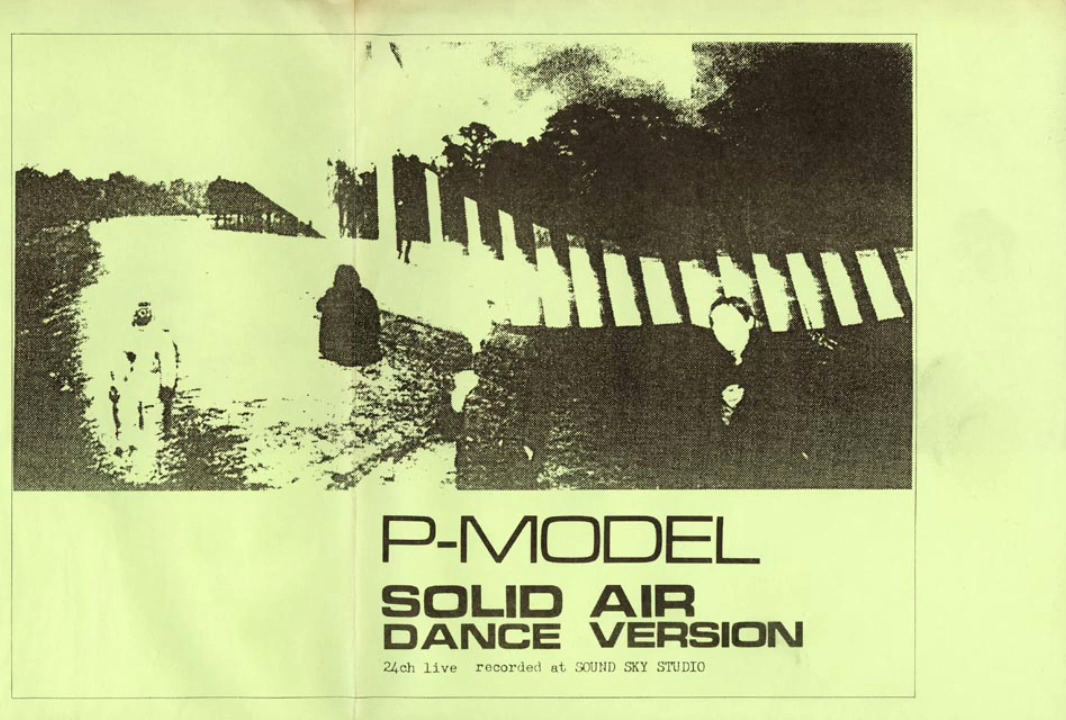 P-MODEL
SOLID AIR
DANCE VERSION
24ch live recorded at SOUND SKY STUDIO